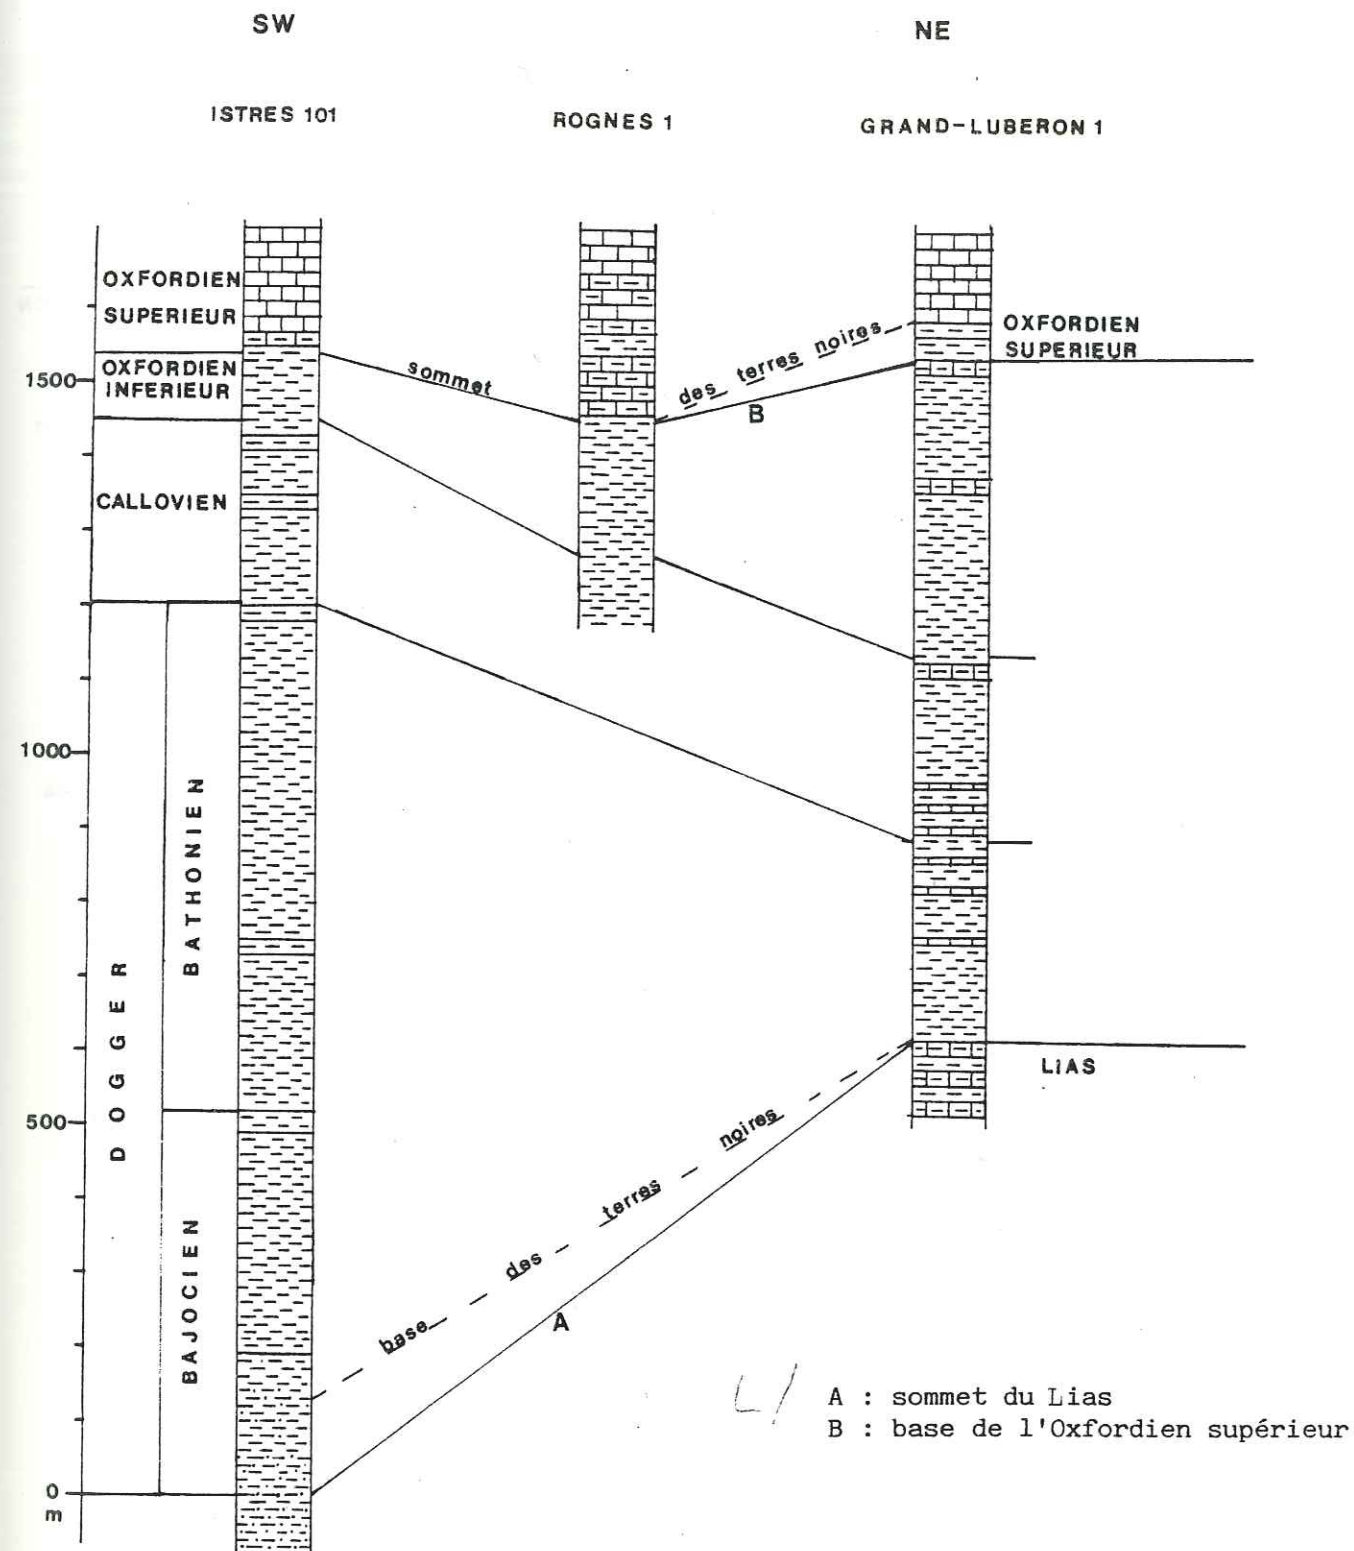 SW
NE
ISTRES 101
ROGNES 1
GRAND-LUBERON 1
OXFORDIEN
SUPERIEUR
OXFORDIEN
INFERIEUR
CALLOVIEN
DOGGER
BATHONIEN
BAJOCIEN
1500
1000
500
0
m
sommet
des terres noires
B
OXFORDIEN
SUPERIEUR
LIAS
base des terres noires
A
A : sommet du Lias
B : base de l'Oxfordien supérieur